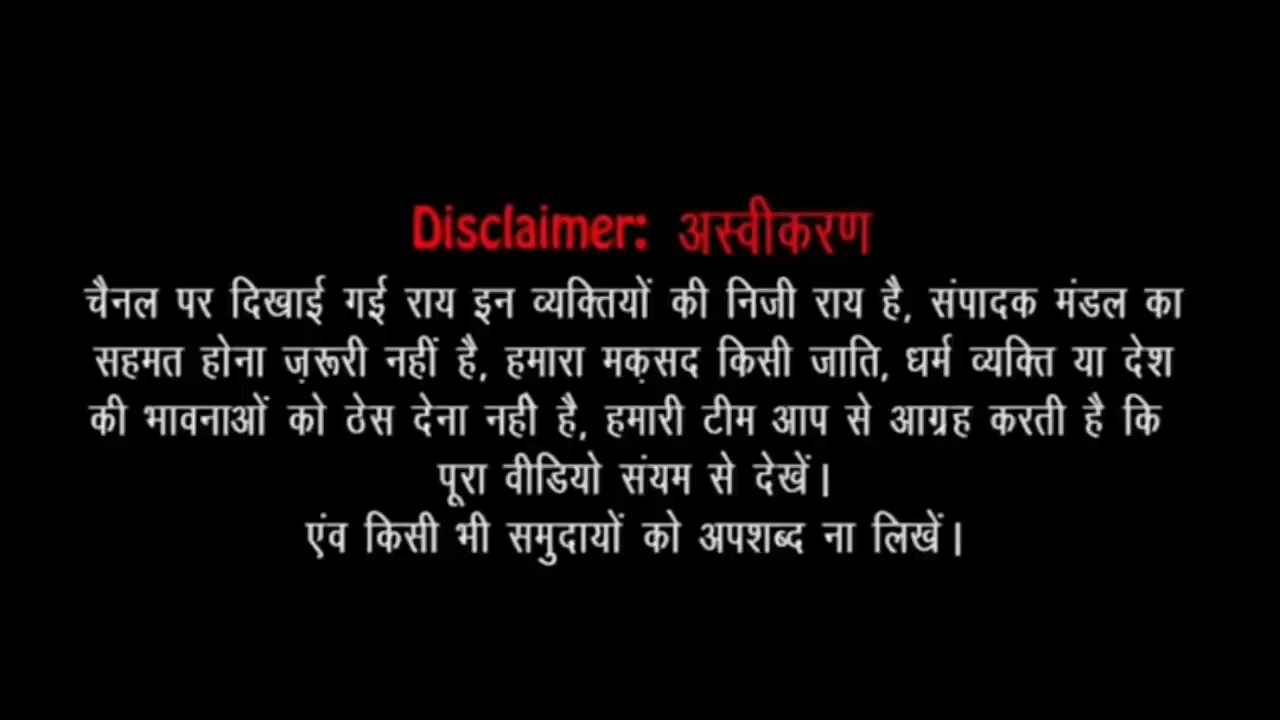 Disclaimer: अस्वीकरण
चैनल पर दिखाई गई राय इन व्यक्तियों की निजी राय है, संपादक मंडल का
सहमत होना ज़रूरी नहीं है, हमारा मक़सद किसी जाति, धर्म व्यक्ति या देश
की भावनाओं को ठेस देना नही है, हमारी टीम आप से आग्रह करती है कि
पूरा वीडियो संयम से देखें।
एंव किसी भी समुदायों को अपशब्द ना लिखें।